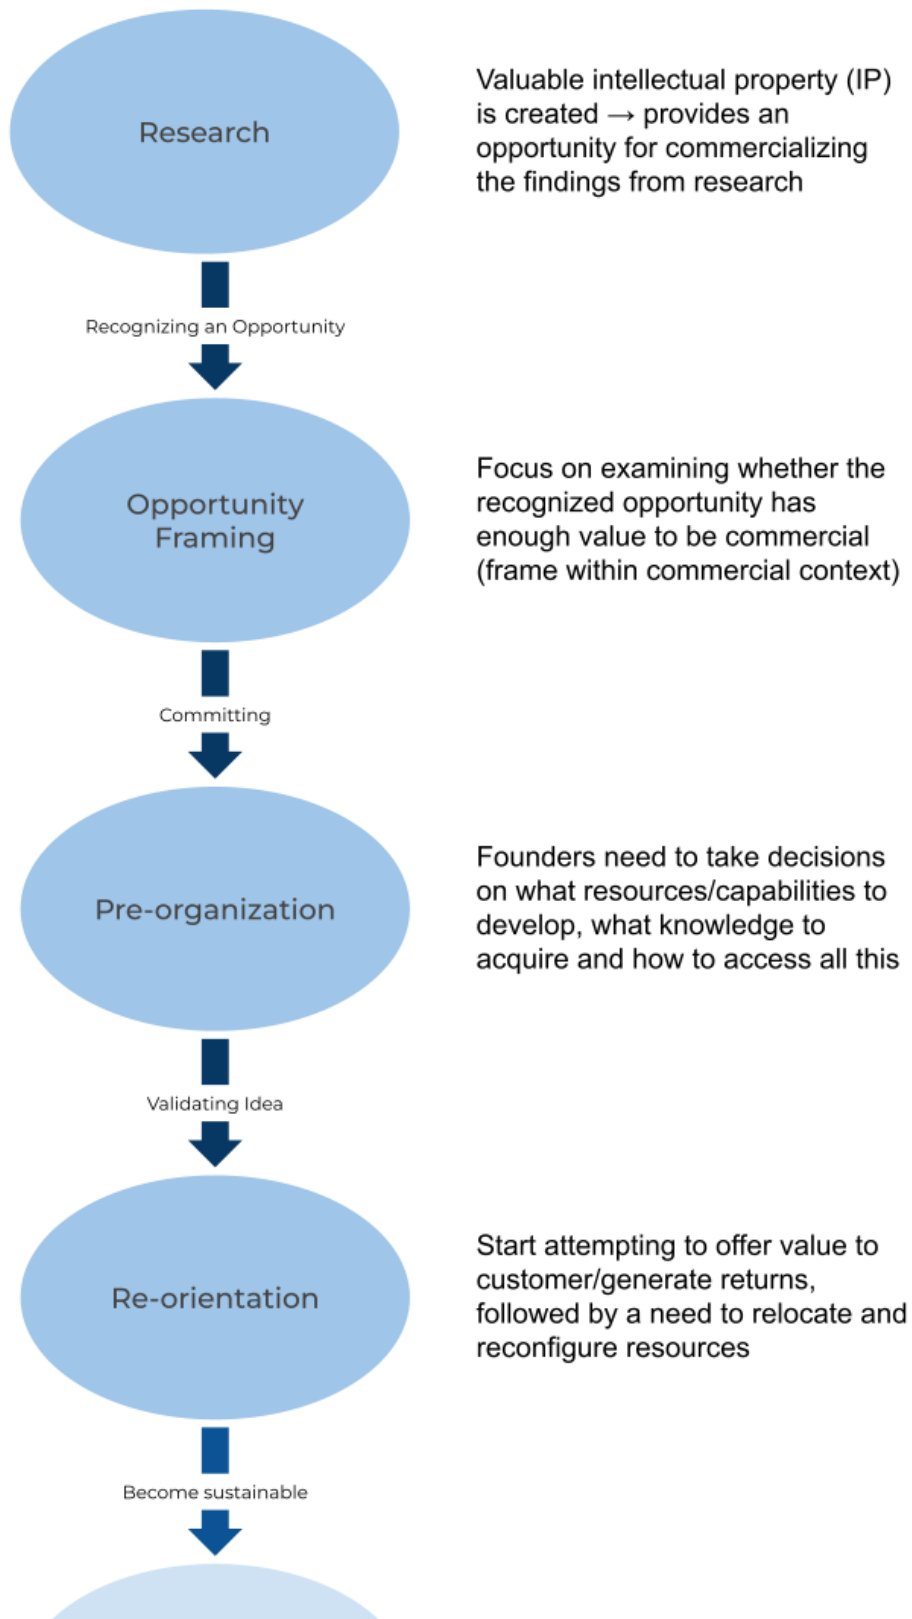 Research
Valuable intellectual property (IP)
is created → provides an
opportunity for commercializing
the findings from research
Recognizing an Opportunity
Opportunity
Framing
Focus on examining whether the
recognized opportunity has
enough value to be commercial
(frame within commercial context)
Committing
Pre-organization
Founders need to take decisions
on what resources/capabilities to
develop, what knowledge to
acquire and how to access all this
Validating Idea
Re-orientation
Start attempting to offer value to
customer/generate returns,
followed by a need to relocate and
reconfigure resources
Become sustainable